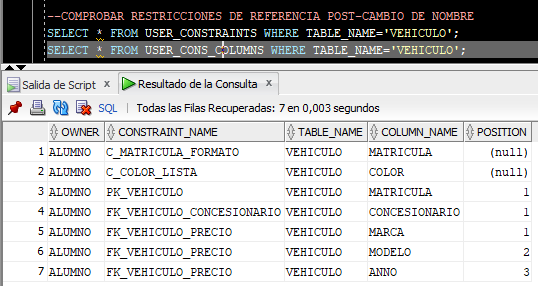 --COMPROBAR RESTRICCIONES DE REFERENCIA POST-CAMBIO DE NOMBRE
SELECT * FROM USER_CONSTRAINTS WHERE TABLE_NAME='VEHICULO';
SELECT * FROM USER_CONS_COLUMNS WHERE TABLE_NAME='VEHICULO';
Salida de Script x Resultado de la Consulta x
SQL | Todas las Filas Recuperadas: 7 en 0,003 segundos
OWNER CONSTRAINT_NAME TABLE_NAME COLUMN_NAME POSITION
1 ALUMNO C_MATRICULA_FORMATO VEHICULO MATRICULA (null)
2 ALUMNO C_COLOR_LISTA VEHICULO COLOR (null)
3 ALUMNO PK_VEHICULO VEHICULO MATRICULA 1
4 ALUMNO FK_VEHICULO_CONCESIONARIO VEHICULO CONCESIONARIO 1
5 ALUMNO FK_VEHICULO_PRECIO VEHICULO MARCA 1
6 ALUMNO FK_VEHICULO_PRECIO VEHICULO MODELO 2
7 ALUMNO FK_VEHICULO_PRECIO VEHICULO ANNO 3